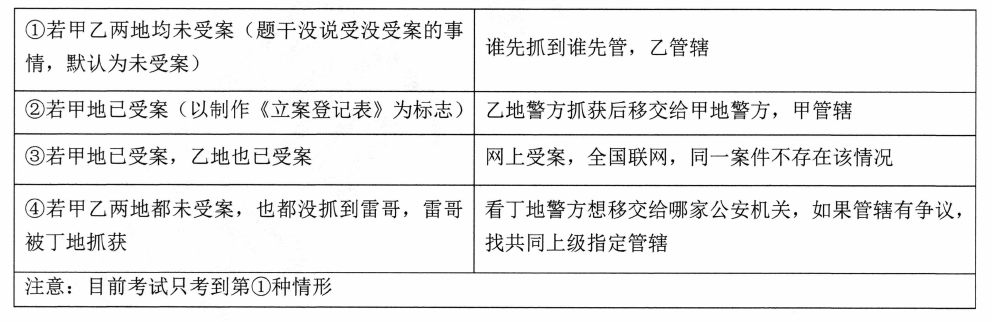 ①若甲乙两地均未受案（题干没说受没受案的事
情，默认为未受案）
谁先抓到谁先管，乙管辖
②若甲地已受案（以制作《立案登记表》为标志）
乙地警方抓获后移交给甲地警方，甲管辖
③若甲地已受案，乙地也已受案
网上受案，全国联网，同一案件不存在该情况
④若甲乙两地都未受案，也都没抓到雷哥，雷哥
被丁地抓获
看丁地警方想移交给哪家公安机关，如果管辖有争议，
找共同上级指定管辖
注意：目前考试只考到第①种情形